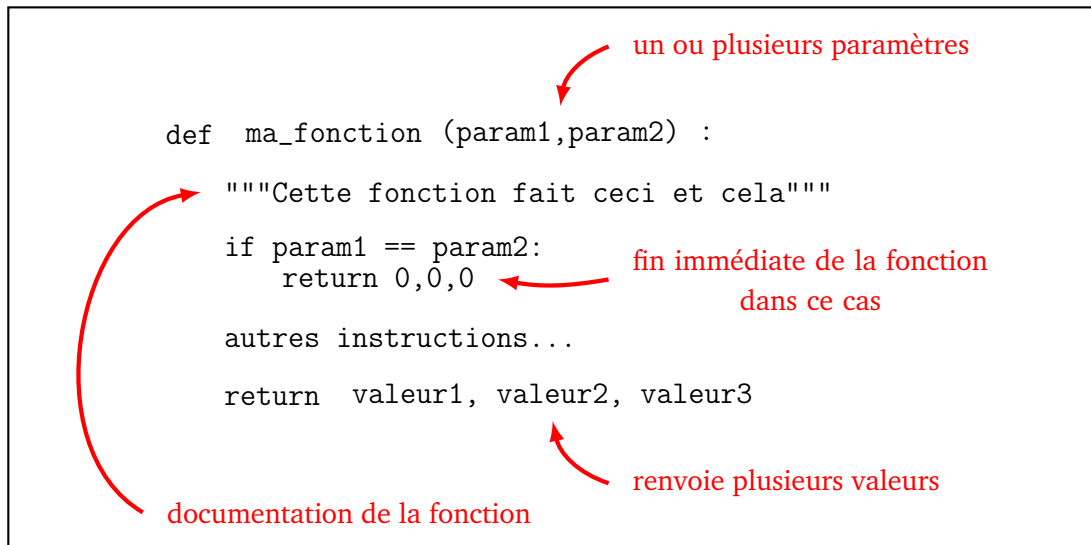 un ou plusieurs paramètres
def ma_fonction (param1,param2) :
"""Cette fonction fait ceci et cela"""
if param1 == param2:
return 0,0,0
fin immédiate de la fonction
dans ce cas
autres instructions...
return valeur1, valeur2, valeur3
renvoie plusieurs valeurs
documentation de la fonction